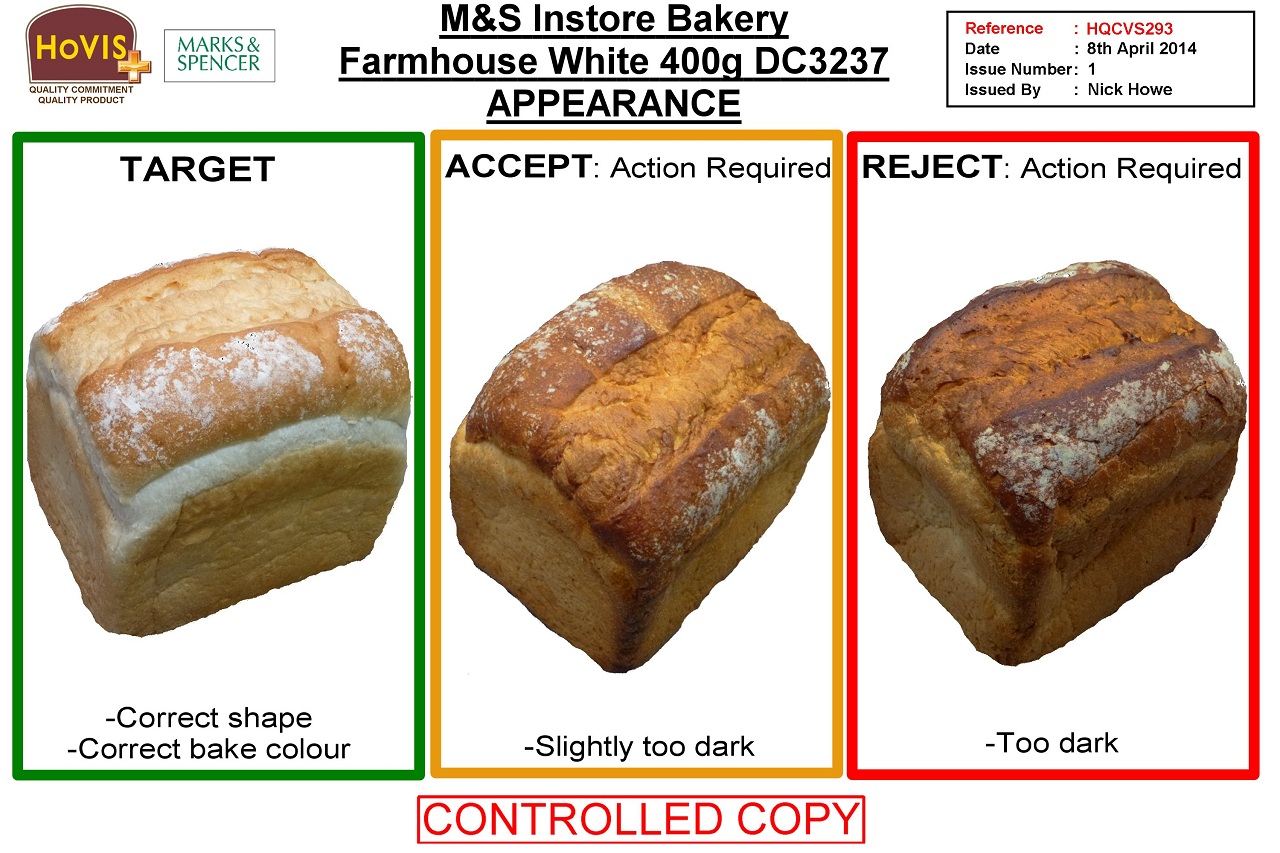 HOVIS
QUALITY COMMITMENT
QUALITY PRODUCT
MARKS &
SPENCER
M&S Instore Bakery
Farmhouse White 400g DC3237
APPEARANCE
Reference : HQCVS293
Date : 8th April 2014
Issue Number : 1
Issued By : Nick Howe
TARGET
-Correct shape
-Correct bake colour
ACCEPT: Action Required
-Slightly too dark
REJECT: Action Required
-Too dark
CONTROLLED COPY